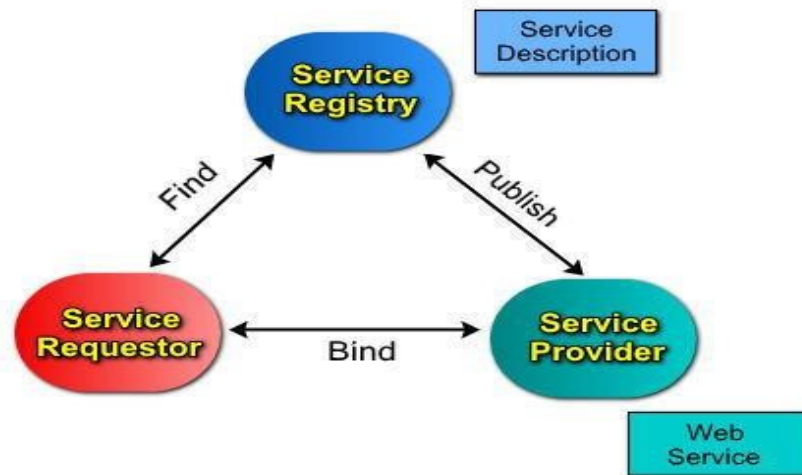 Service
Description
Service
Registry
Find
Publish
Service
Requestor
Bind
Service
Provider
Web
Service